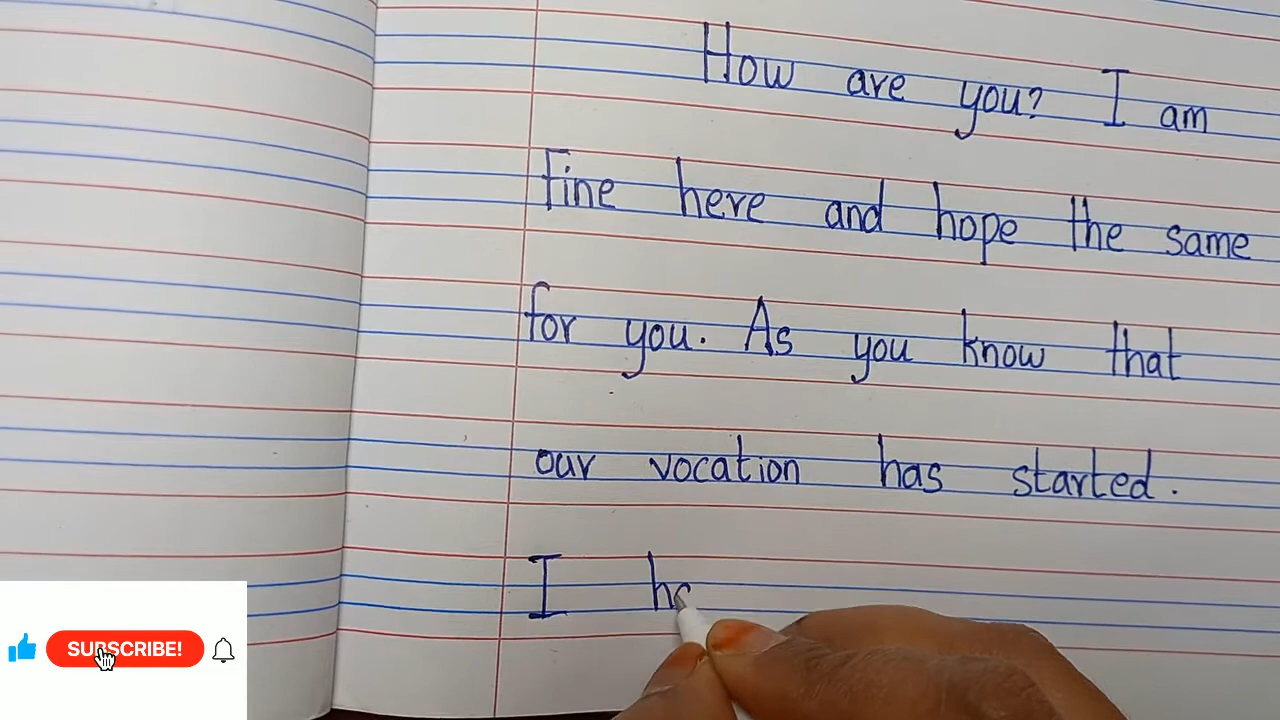 How are you? I am
fine here and hope the same
for you. As you know that
our vocation has started.
I
SUBSCRIBE!